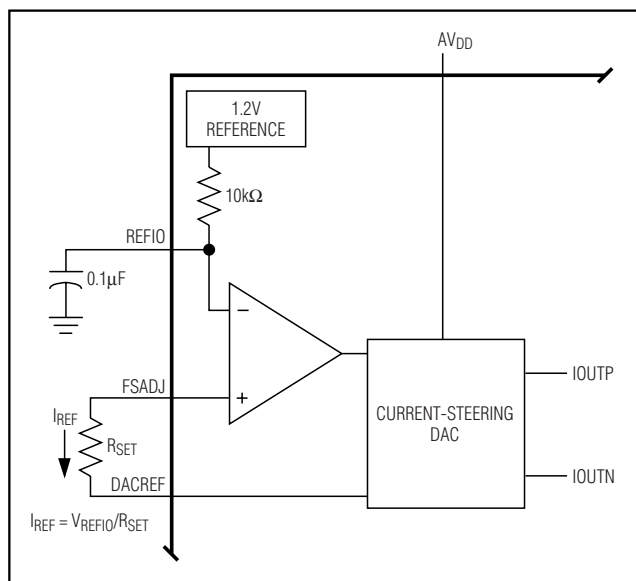 AVDD
1.2V
REFERENCE
10kΩ
REFIO
0.1µF
−
FSADJ
+
IREF
RSET
CURRENT-STEERING
DAC
IOUTP
IOUTN
DACREF
IREF = VREFIO/RSET